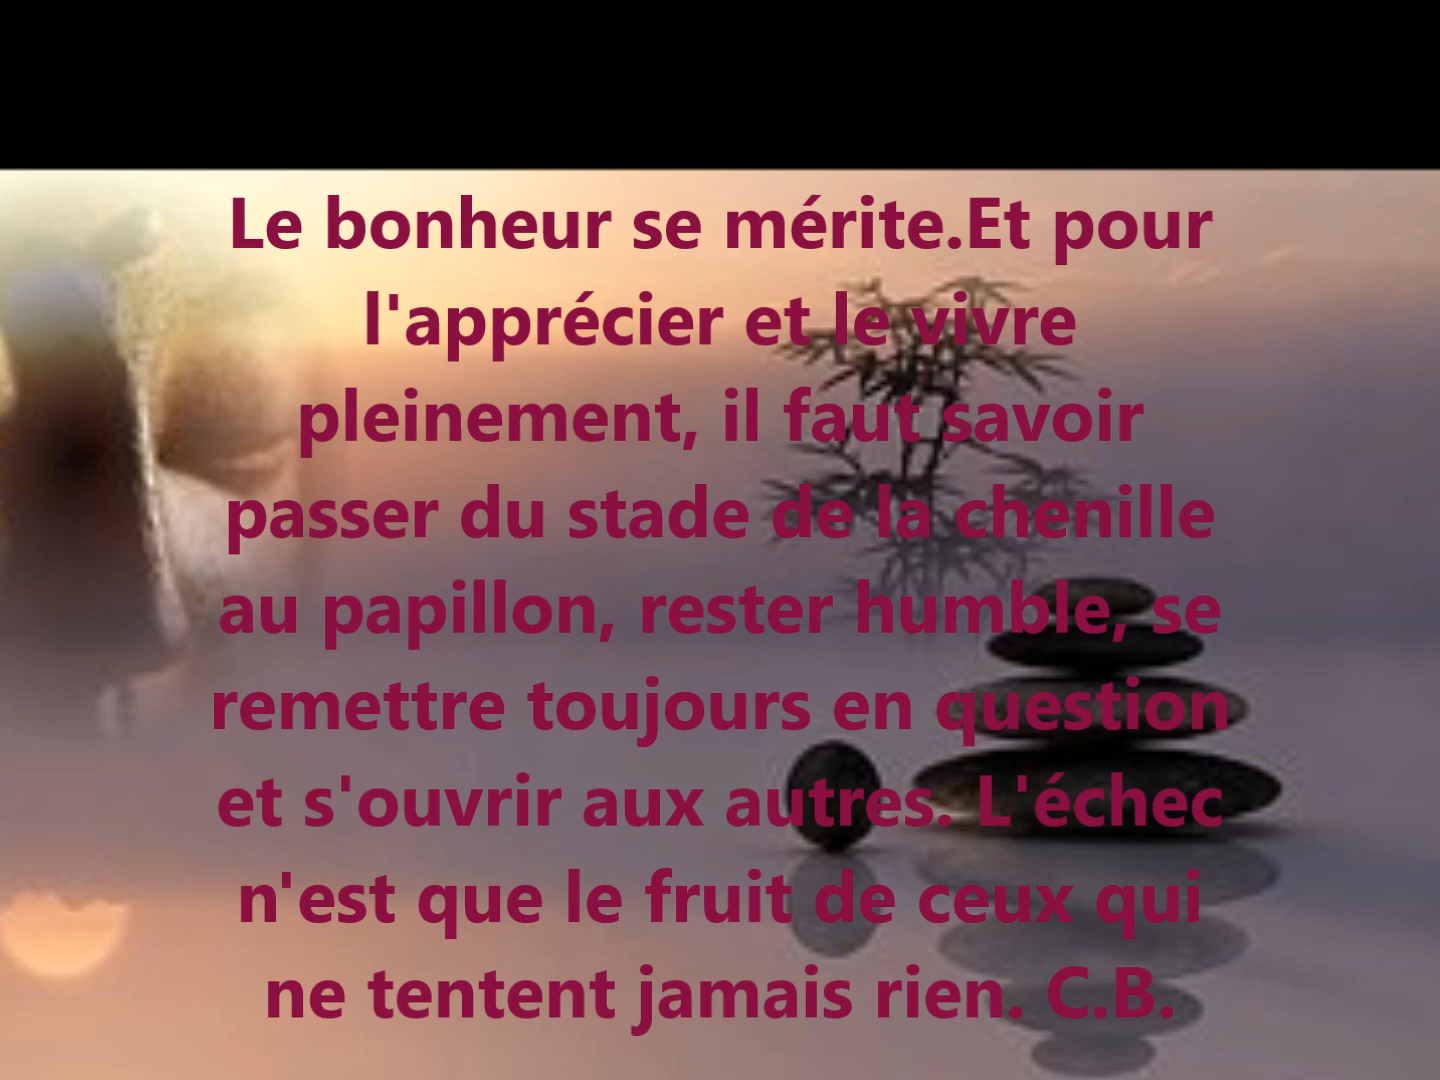 Le bonheur se mérite.Et pour
l'apprécier et le vivre
pleinement, il faut savoir
passer du stade de la chenille
au papillon, rester humble, se
remettre toujours en question
et s'ouvrir aux autres. L'échec
n'est que le fruit de ceux qui
ne tentent jamais rien. C.B.